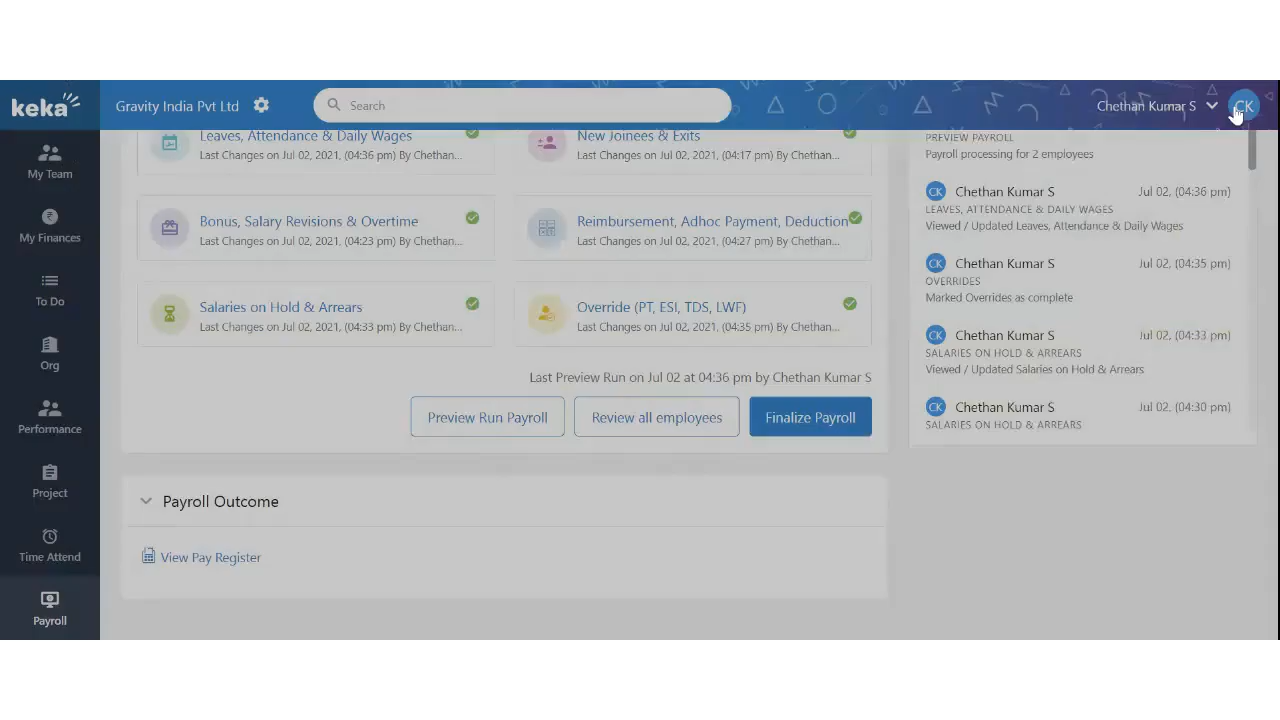 keka
Gravity India Pvt Ltd
Search
Chethan Kumar S
CK
My Team
My Finances
To Do
Org
Performance
Project
Time Attend
Payroll
Leaves, Attendance & Daily Wages
Last Changes on Jul 02, 2021, (04:36 pm) By Chethan...
New Joinees & Exits
Last Changes on Jul 02, 2021, (04:17 pm) By Chethan...
Bonus, Salary Revisions & Overtime
Last Changes on Jul 02, 2021, (04:23 pm) By Chethan...
Reimbursement, Adhoc Payment, Deduction
Last Changes on Jul 02, 2021, (04:27 pm) By Chethan...
Salaries on Hold & Arrears
Last Changes on Jul 02, 2021, (04:33 pm) By Chethan...
Override (PT, ESI, TDS, LWF)
Last Changes on Jul 02, 2021, (04:35 pm) By Chethan...
Last Preview Run on Jul 02 at 04:36 pm by Chethan Kumar S
Preview Run Payroll
Review all employees
Finalize Payroll
Payroll Outcome
View Pay Register
PREVIEW PAYROLL
Payroll processing for 2 employees
CK Chethan Kumar S Jul 02, (04:36 pm)
LEAVES, ATTENDANCE & DAILY WAGES
Viewed / Updated Leaves, Attendance & Daily Wages
CK Chethan Kumar S Jul 02, (04:35 pm)
OVERRIDES
Marked Overrides as complete
CK Chethan Kumar S Jul 02, (04:33 pm)
SALARIES ON HOLD & ARREARS
Viewed / Updated Salaries on Hold & Arrears
CK Chethan Kumar S Jul 02, (04:30 pm)
SALARIES ON HOLD & ARREARS